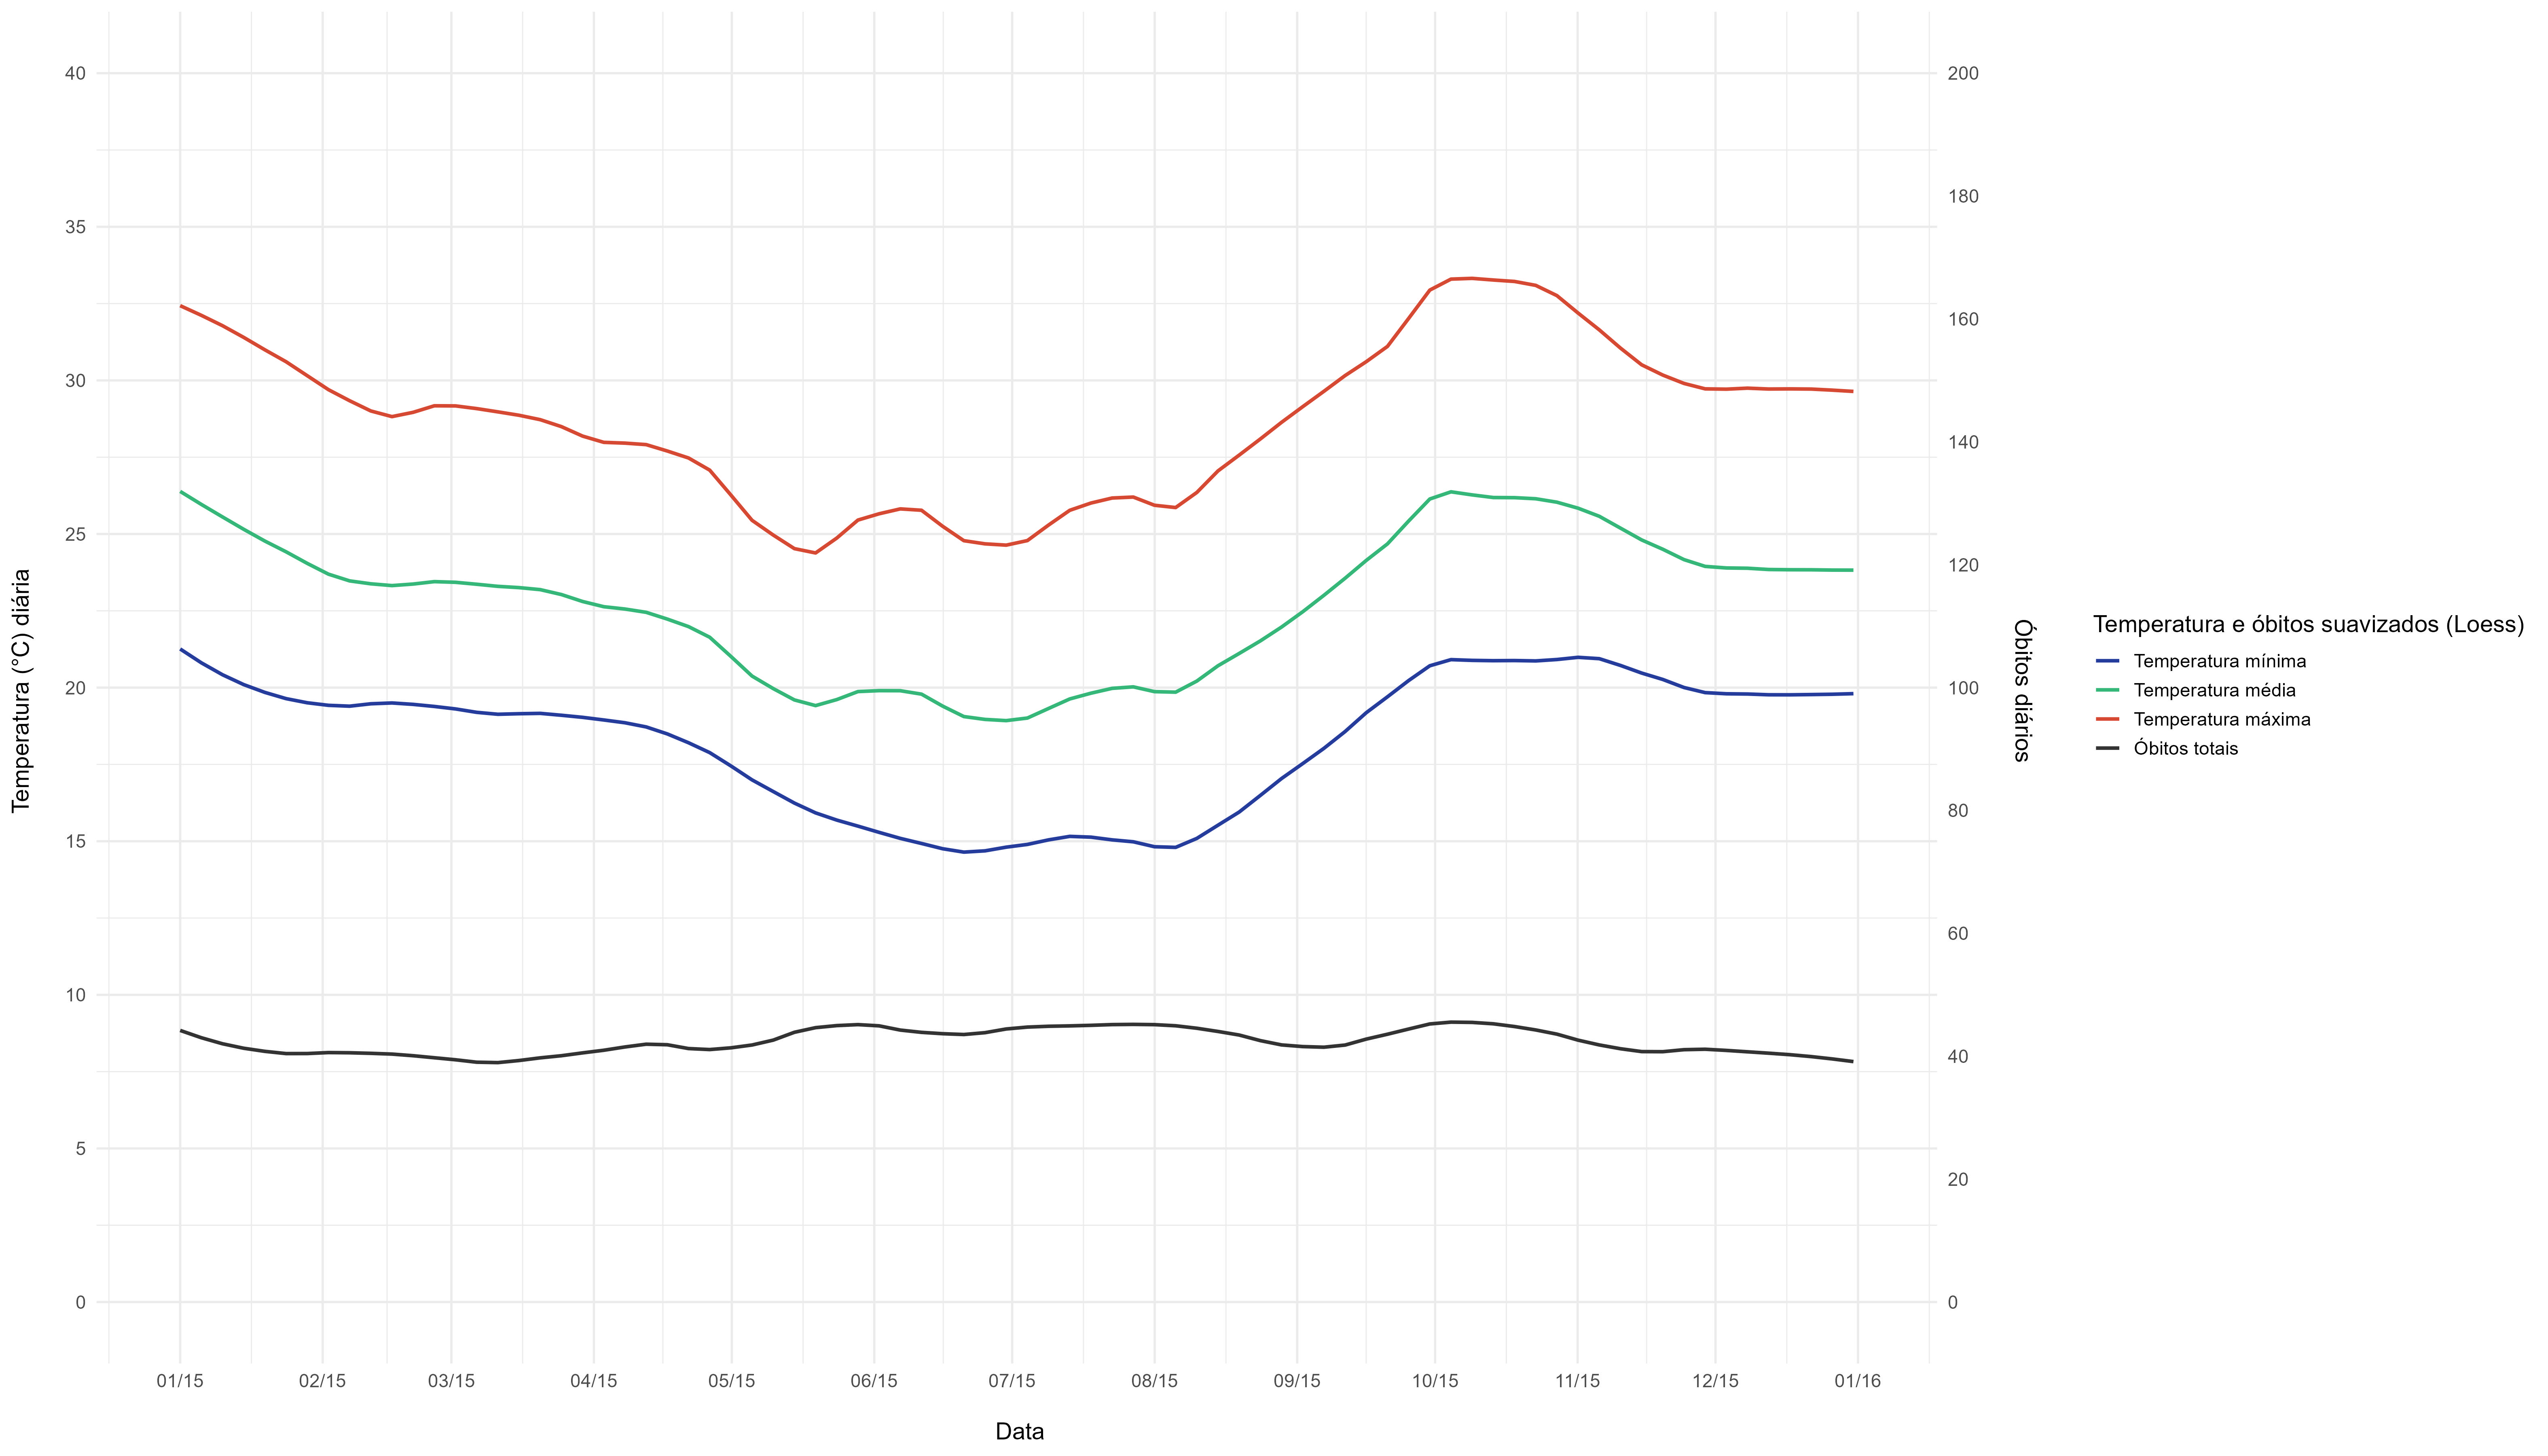 Temperatura (°C) diária
40
35
30
25
20
15
10
5
0
200
180
160
140
120
100
80
60
40
20
0
Óbitos diários
01/15 02/15 03/15 04/15 05/15 06/15 07/15 08/15 09/15 10/15 11/15 12/15 01/16
Data
Temperatura e óbitos suavizados (Loess)
Temperatura mínima
Temperatura média
Temperatura máxima
Óbitos totais